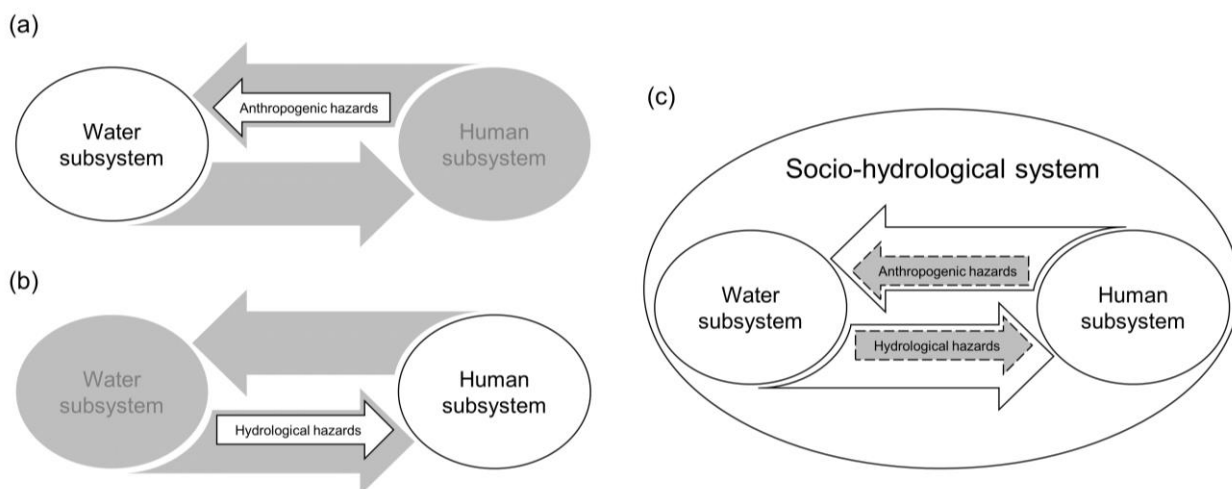 (a)
Anthropogenic hazards
Water
subsystem
Human
subsystem
(b)
Water
subsystem
Human
subsystem
Hydrological hazards
(c)
Socio-hydrological system
Anthropogenic hazards
Water
subsystem
Human
subsystem
Hydrological hazards